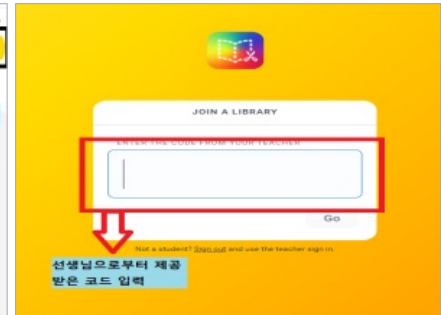 JOIN A LIBRARY
ENTER THE CODE FROM YOUR TEACHER
Go
Not a student? Sign out and use the teacher sign in.
선생님으로부터 제공
받은 코드 입력